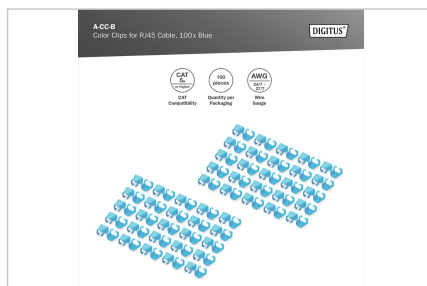 A-CC-B
Color Clips for RJ45 Cable, 100x Blue
DIGITUS®
CAT
5e
or higher
CAT
Compatibility
100
pieces
Quantity per
Packaging
AWG
24/7 -
27/7
Wire
Gauge